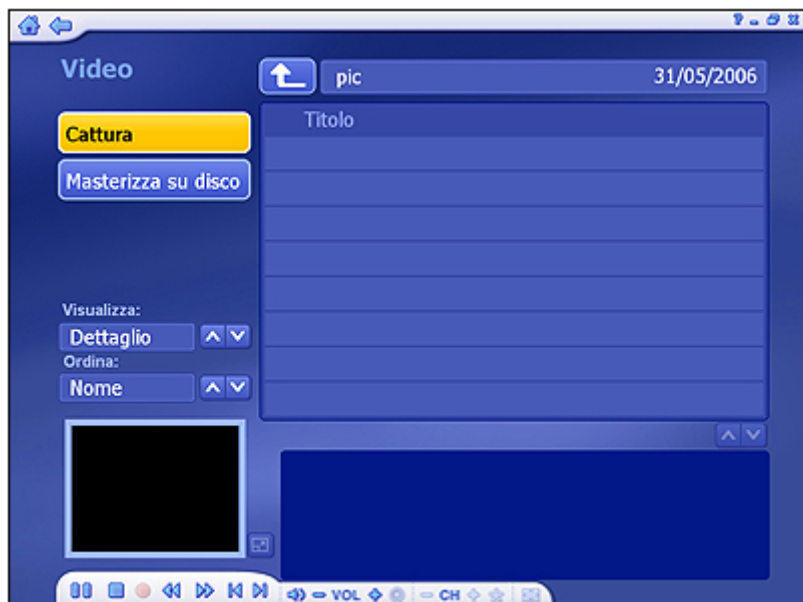 Video
pic 31/05/2006
Titolo
Cattura
Masterizza su disco
Visualizza:
Dettaglio
Ordina:
Nome
VOL CH